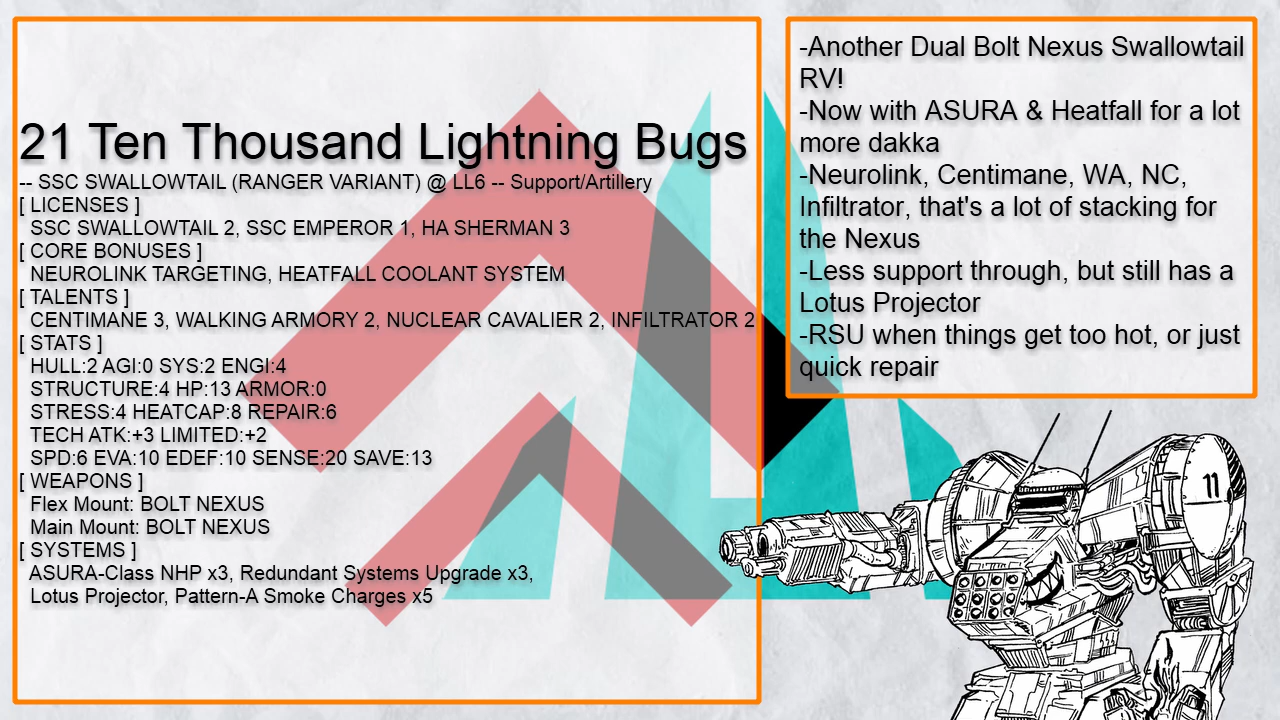 21 Ten Thousand Lightning Bugs
-- SSC SWALLOWTAIL (RANGER VARIANT) @ LL6 -- Support/Artillery
[ LICENSES ]
SSC SWALLOWTAIL 2, SSC EMPEROR 1, HA SHERMAN 3
[ CORE BONUSES ]
NEUROLINK TARGETING, HEATFALL COOLANT SYSTEM
[ TALENTS ]
CENTIMANE 3, WALKING ARMORY 2, NUCLEAR CAVALIER 2, INFILTRATOR 2
[ STATS ]
HULL:2 AGI:0 SYS:2 ENGI:4
STRUCTURE:4 HP:13 ARMOR:0
STRESS:4 HEATCAP:8 REPAIR:6
TECH ATK:+3 LIMITED:+2
SPD:6 EVA:10 EDEF:10 SENSE:20 SAVE:13
[ WEAPONS ]
Flex Mount: BOLT NEXUS
Main Mount: BOLT NEXUS
[ SYSTEMS ]
ASURA-Class NHP x3, Redundant Systems Upgrade x3,
Lotus Projector, Pattern-A Smoke Charges x5
-Another Dual Bolt Nexus Swallowtail
RV!
-Now with ASURA & Heatfall for a lot
more dakka
-Neurolink, Centimane, WA, NC,
Infiltrator, that's a lot of stacking for
the Nexus
-Less support through, but still has a
Lotus Projector
-RSU when things get too hot, or just
quick repair
11